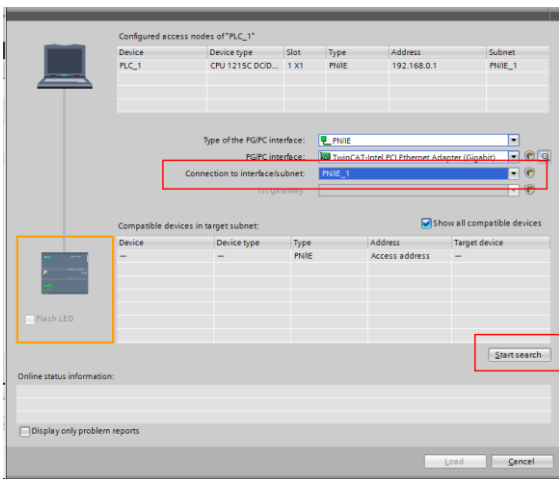 Configured access nodes of "PLC_1"
Device Device type Slot Type Address Subnet
PLC_1 CPU 1215C DC/D... 1 X1 PN/IE 192.168.0.1 PN/IE_1
Type of the PG/PC interface: PN/IE
PG/PC interface: TwinCAT-Intel PCI Ethernet Adapter (Gigabit)
Connection to interface/subnet: PN/IE_1
1st gateway:
Compatible devices in target subnet: Show all compatible devices
Device Device type Type Address Target device
— — PN/IE Access address —
Flash LED
Start search
Online status information:
Display only problem reports
Load Cancel